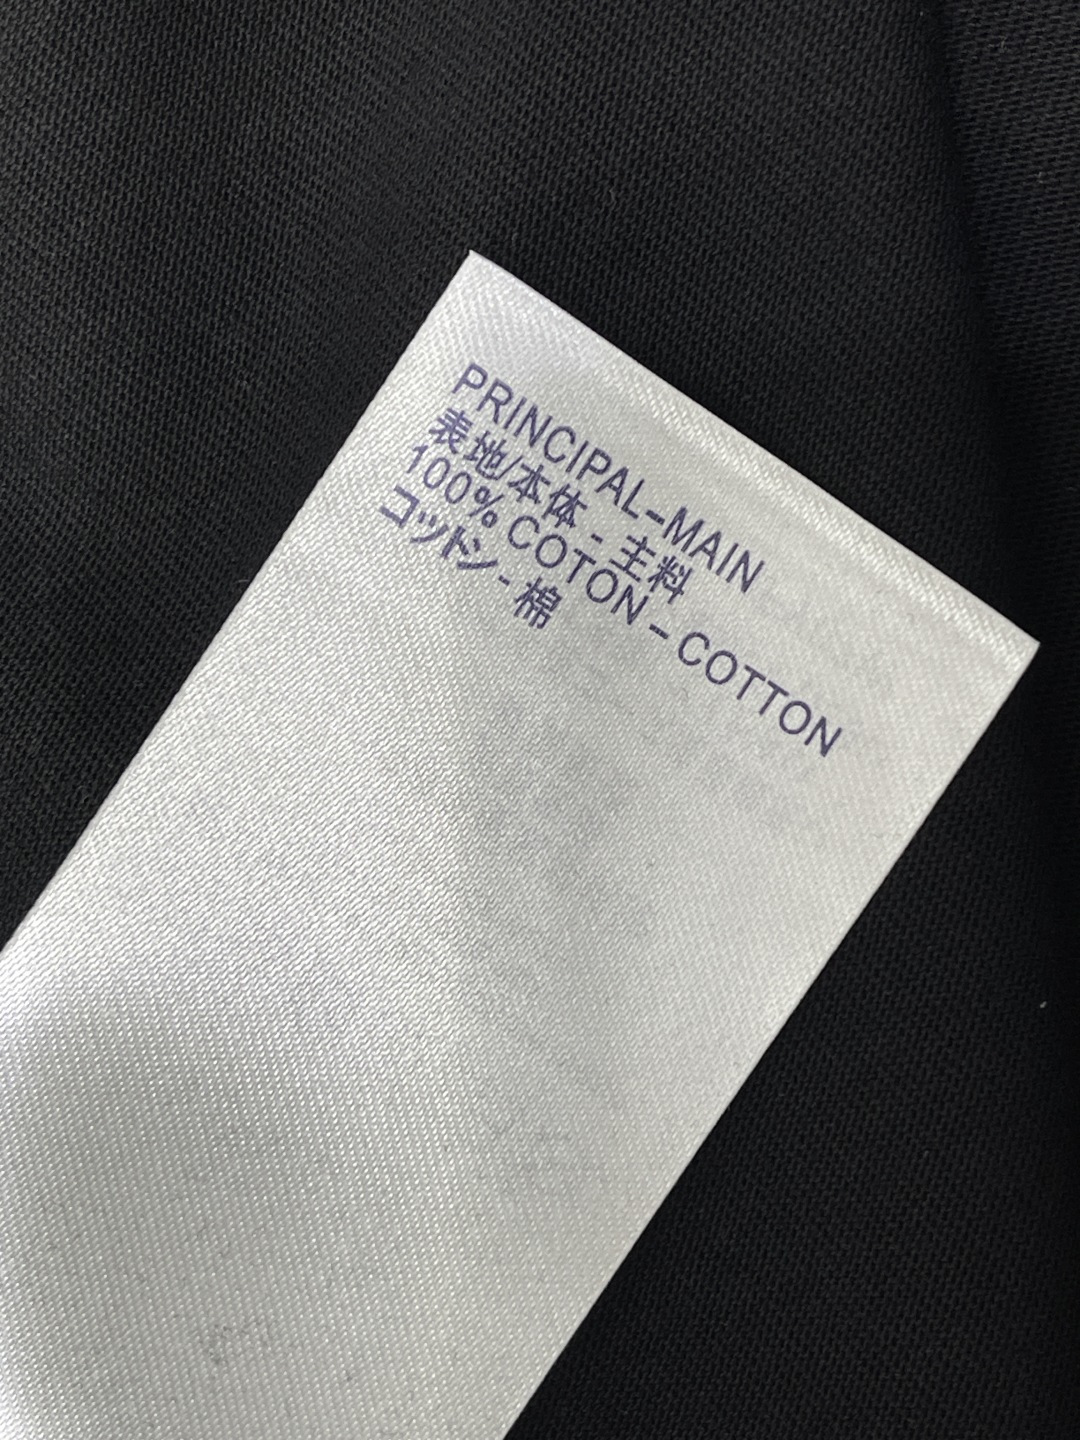 PRINCIPAL-MAIN
表地/本体 - 主料
100% COTON - COTTON
コットン - 棉